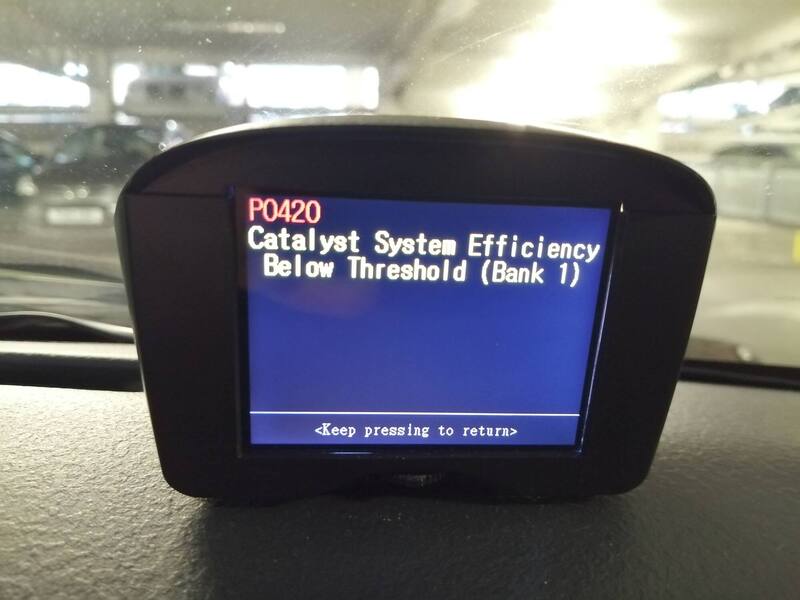 P0420
Catalyst System Efficiency
Below Threshold (Bank 1)
<Keep pressing to return>